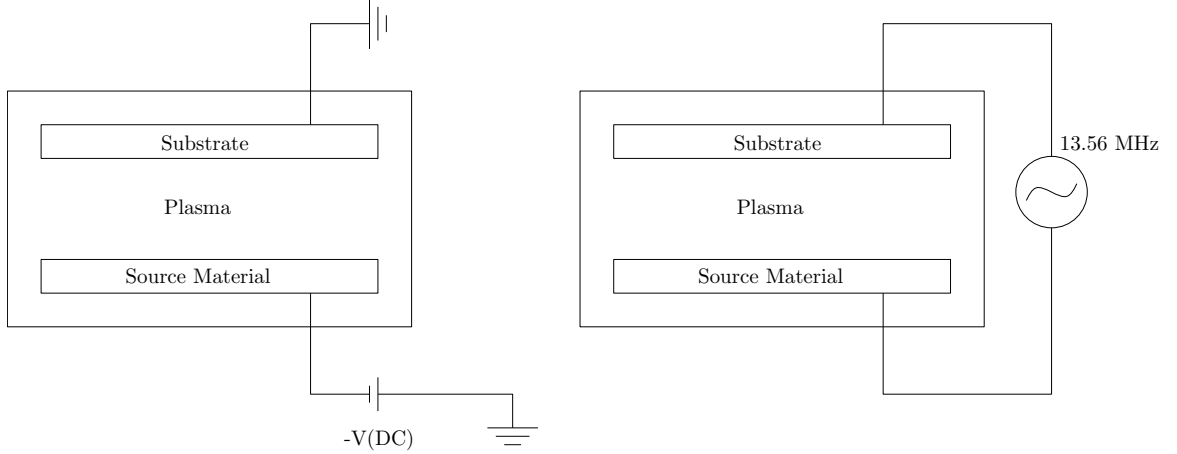 Substrate
Plasma
Source Material
-V(DC)
Substrate
Plasma
Source Material
13.56 MHz